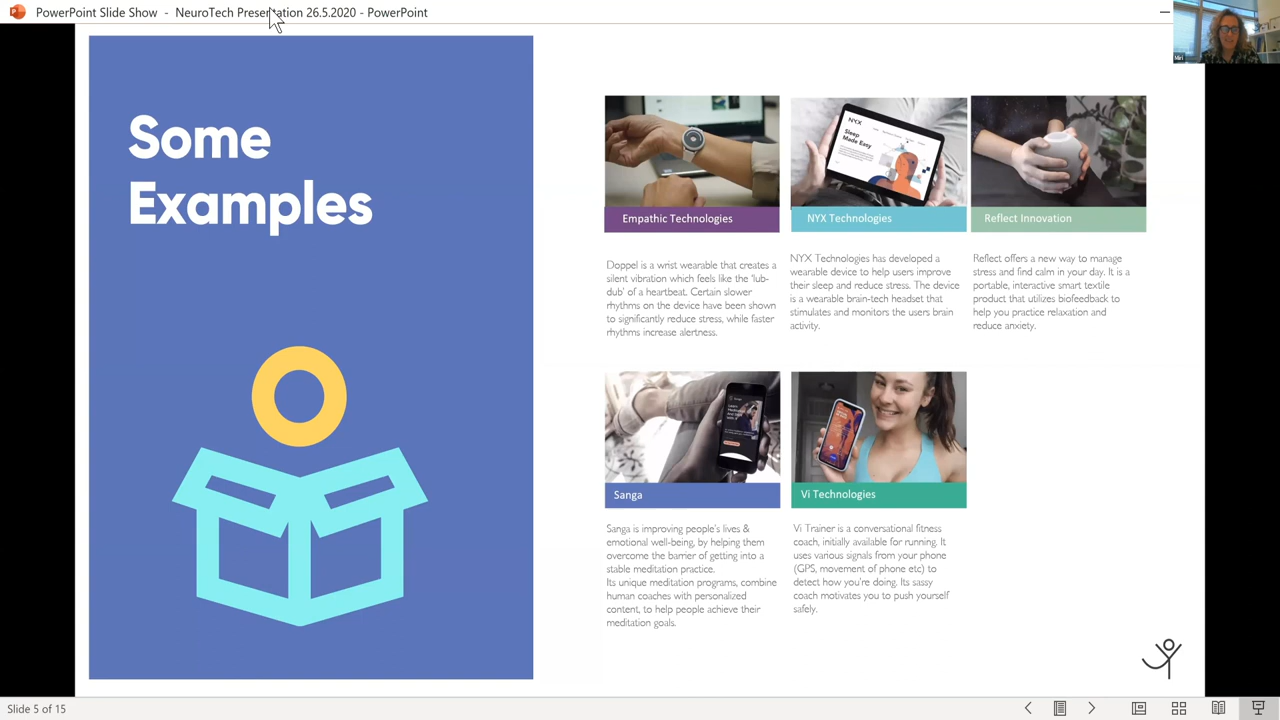 PowerPoint Slide Show - NeuroTech Presentation 26.5.2020 - PowerPoint
Miri
Some
Examples
NYX
Sleep
Made Easy
Empathic Technologies
NYX Technologies
Reflect Innovation
Doppel is a wrist wearable that creates a
silent vibration which feels like the 'lub-
dub' of a heartbeat. Certain slower
rhythms on the device have been shown
to significantly reduce stress, while faster
rhythms increase alertness.
NYX Technologies has developed a
wearable device to help users improve
their sleep and reduce stress. The device
is a wearable brain-tech headset that
stimulates and monitors the users brain
activity.
Reflect offers a new way to manage
stress and find calm in your day. It is a
portable, interactive smart textile
product that utilizes biofeedback to
help you practice relaxation and
reduce anxiety.
Sanga
Vi Technologies
Sanga is improving people's lives &
emotional well-being, by helping them
overcome the barrier of getting into a
stable meditation practice.
Its unique meditation programs, combine
human coaches with personalized
content, to help people achieve their
meditation goals.
Vi Trainer is a conversational fitness
coach, initially available for running. It
uses various signals from your phone
(GPS, movement of phone etc) to
detect how you're doing. Its sassy
coach motivates you to push yourself
safely.
Slide 5 of 15